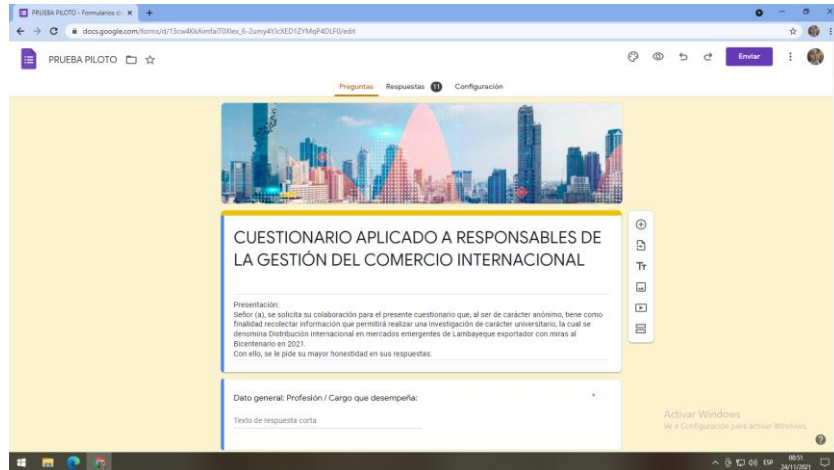 PRUEBA PILOTO - Formularios de
docs.google.com/forms/d/
PRUEBA PILOTO
Enviar
Preguntas Respuestas 11 Configuración
CUESTIONARIO APLICADO A RESPONSABLES DE
LA GESTIÓN DEL COMERCIO INTERNACIONAL
Presentación:
Señor (a), se solicita su colaboración para el presente cuestionario que, al ser de carácter anónimo, tiene como
finalidad recolectar información que permitirá realizar una investigación de carácter universitario, la cual se
denomina Distribución internacional en mercados emergentes de Lambayeque exportador con miras al
Bicentenario en 2021.
Con ello, se le pide su mayor honestidad en sus respuestas.
Dato general: Profesión / Cargo que desempeña: *
Texto de respuesta corta
Activar Windows
Ve a Configuración para activar Windows.
ESP
08:51
24/11/2021